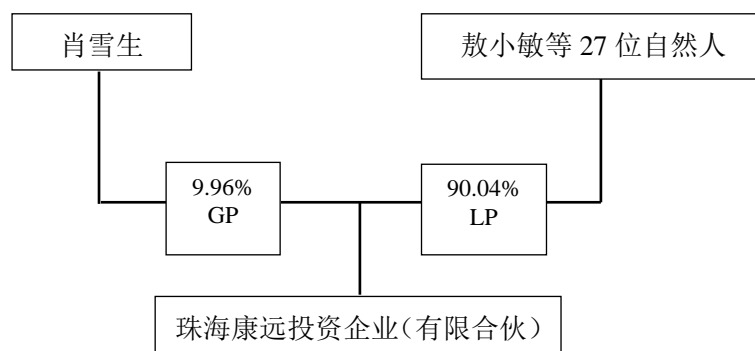 肖雪生
敖小敏等 27 位自然人
9.96%
GP
90.04%
LP
珠海康远投资企业（有限合伙）